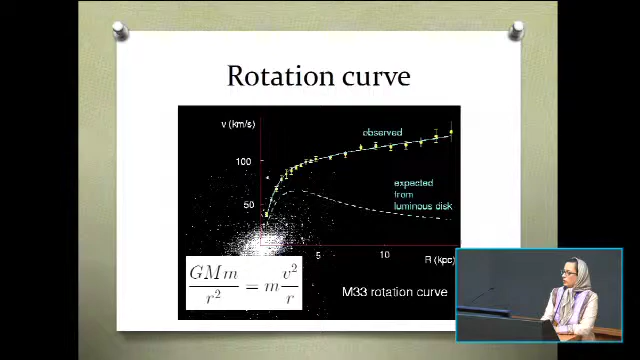 Rotation curve
v (km/s)
observed
100
expected
from
luminous disk
50
5
10
R (kpc)
GMm/r² = m v²/r
M33 rotation curve